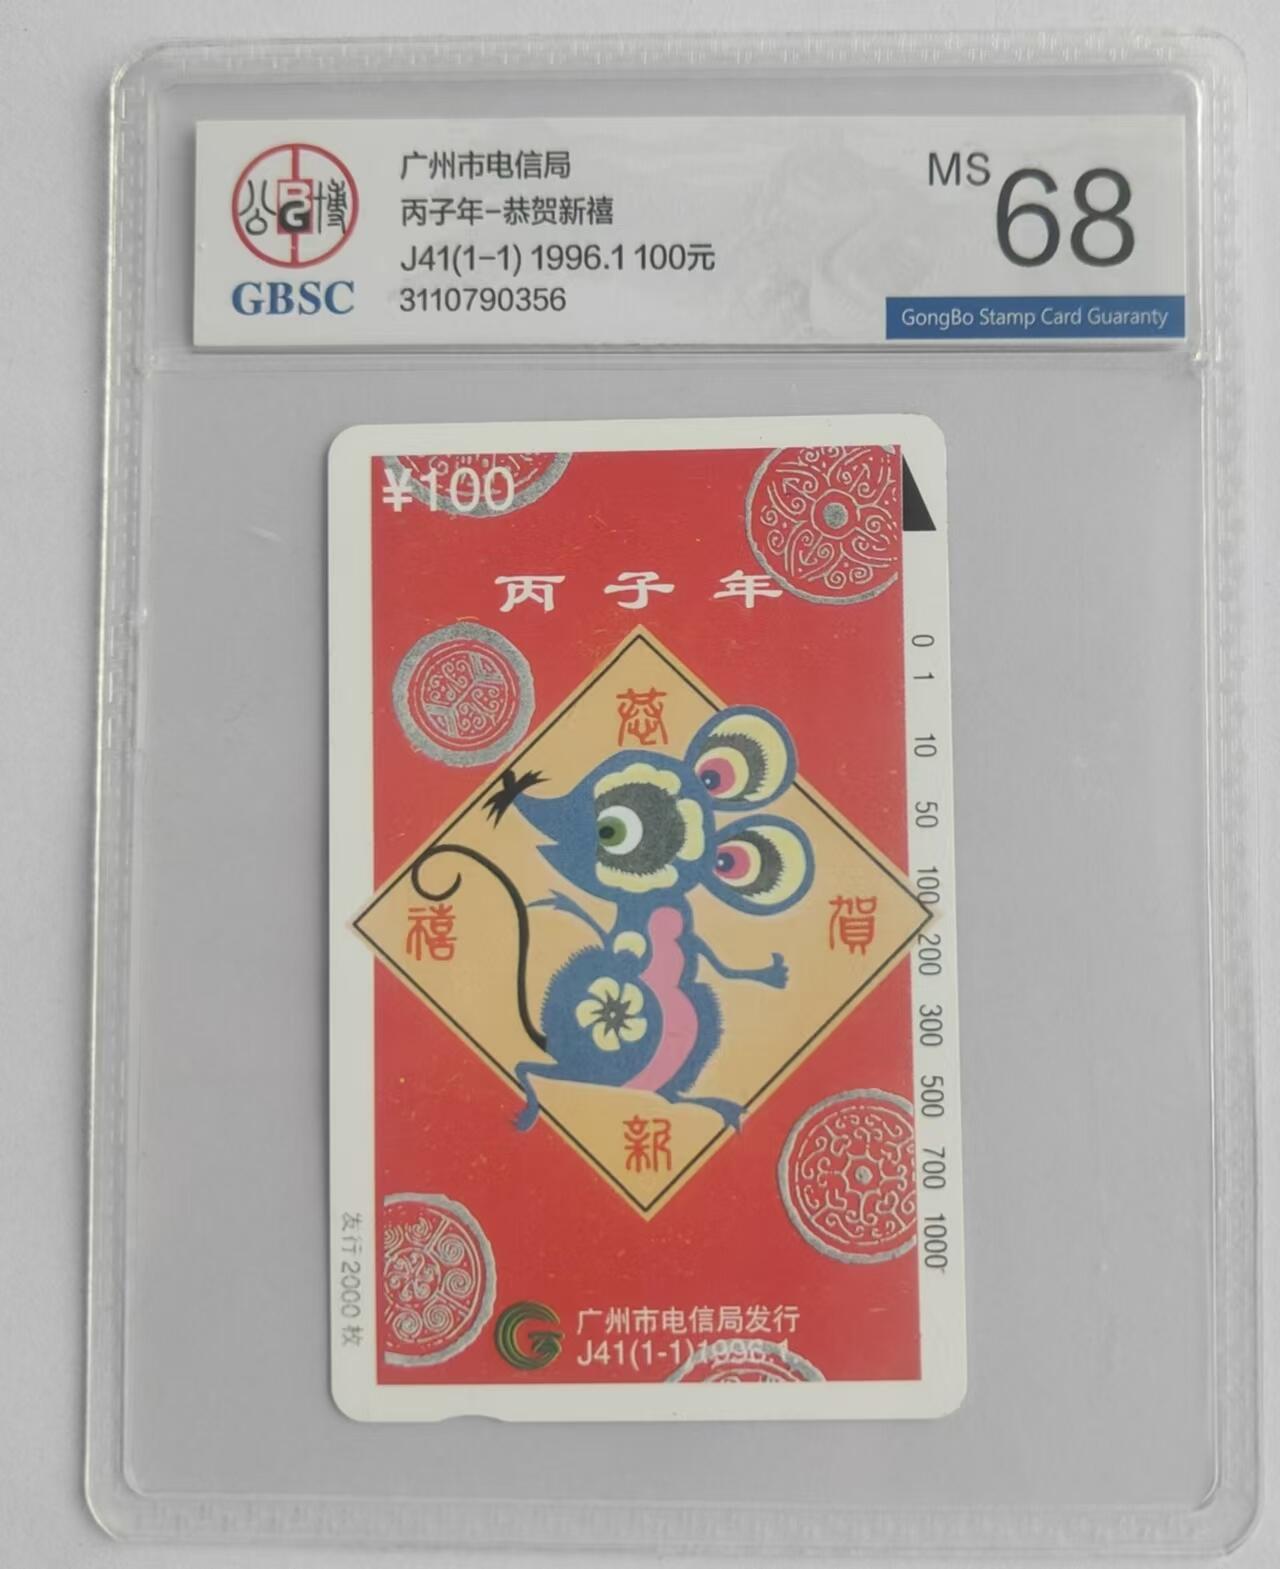 公 BG 博
GBSC
广州市电信局
丙子年-恭贺新禧
J41(1-1) 1996.1 100元
3110790356
MS 68
GongBo Stamp Card Guaranty
¥100
丙子年
恭
賀
新
禧
0 1 10 50 100 200 300 500 700 1000
发行2000枚
广州市电信局发行
J41(1-1)1996.1